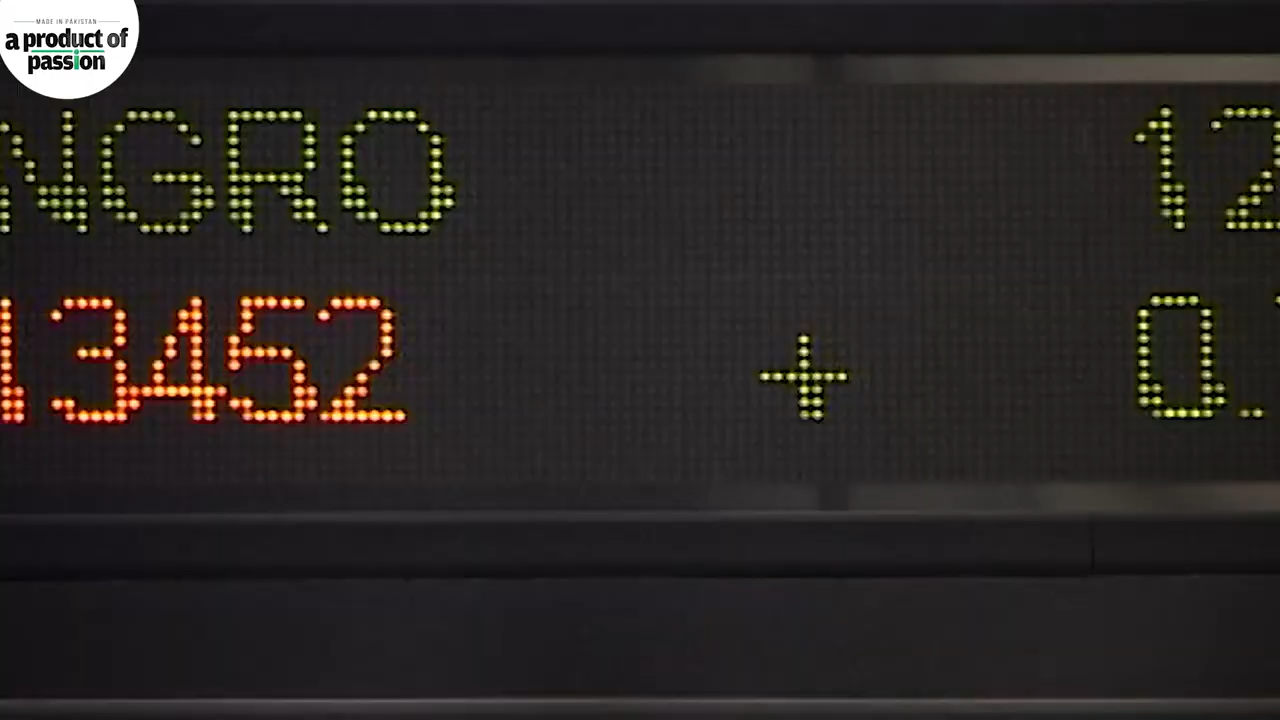 MADE IN PAKISTAN
a product of
passion
NGRO 12
13452 + 0.